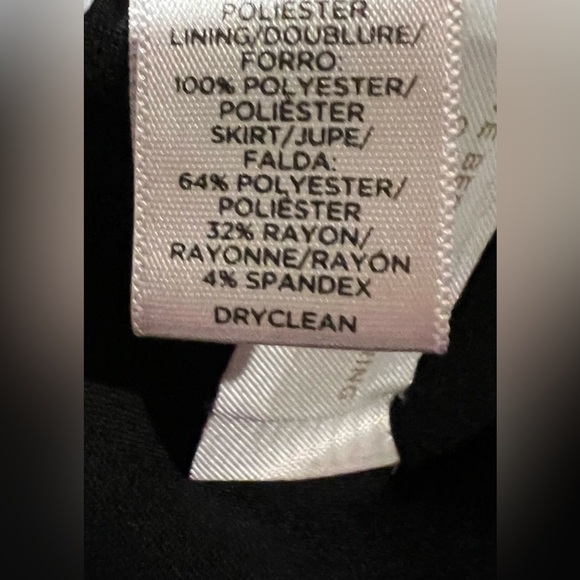 POLIESTER
LINING/DOUBLURE/
FORRO:
100% POLYESTER/
POLIÉSTER
SKIRT/JUPE/
FALDA:
64% POLYESTER/
POLIÉSTER
32% RAYON/
RAYONNE/RAYÓN
4% SPANDEX
DRYCLEAN